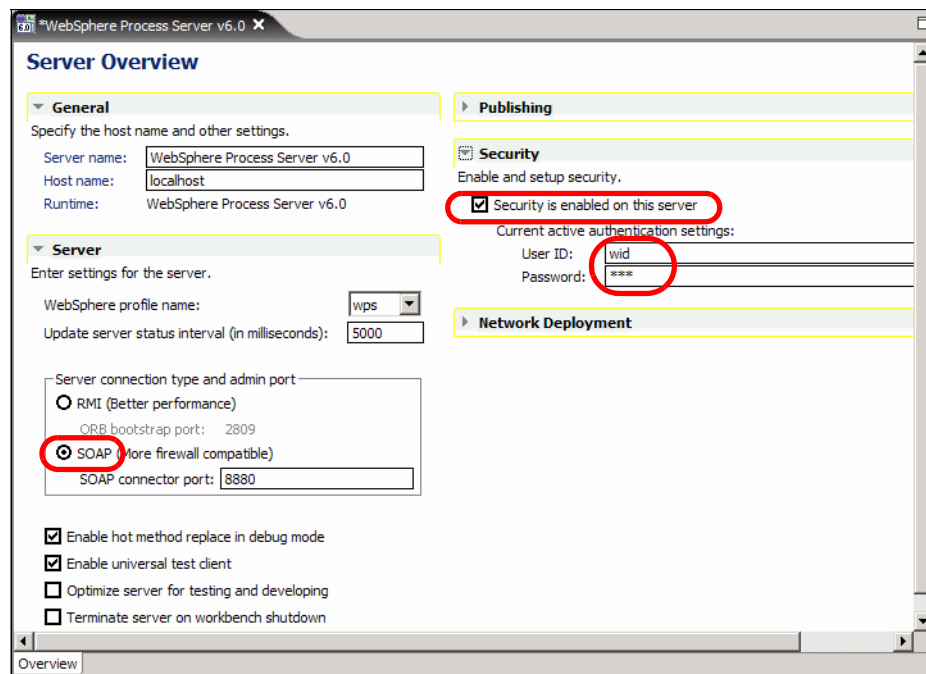 6.0 *WebSphere Process Server v6.0
Server Overview
General
Specify the host name and other settings.
Server name: WebSphere Process Server v6.0
Host name: localhost
Runtime: WebSphere Process Server v6.0
Server
Enter settings for the server.
WebSphere profile name: wps
Update server status interval (in milliseconds): 5000
Server connection type and admin port
RMI (Better performance)
ORB bootstrap port: 2809
SOAP (More firewall compatible)
SOAP connector port: 8880
Enable hot method replace in debug mode
Enable universal test client
Optimize server for testing and developing
Terminate server on workbench shutdown
Publishing
Security
Enable and setup security.
Security is enabled on this server
Current active authentication settings:
User ID: wid
Password: ***
Network Deployment
Overview